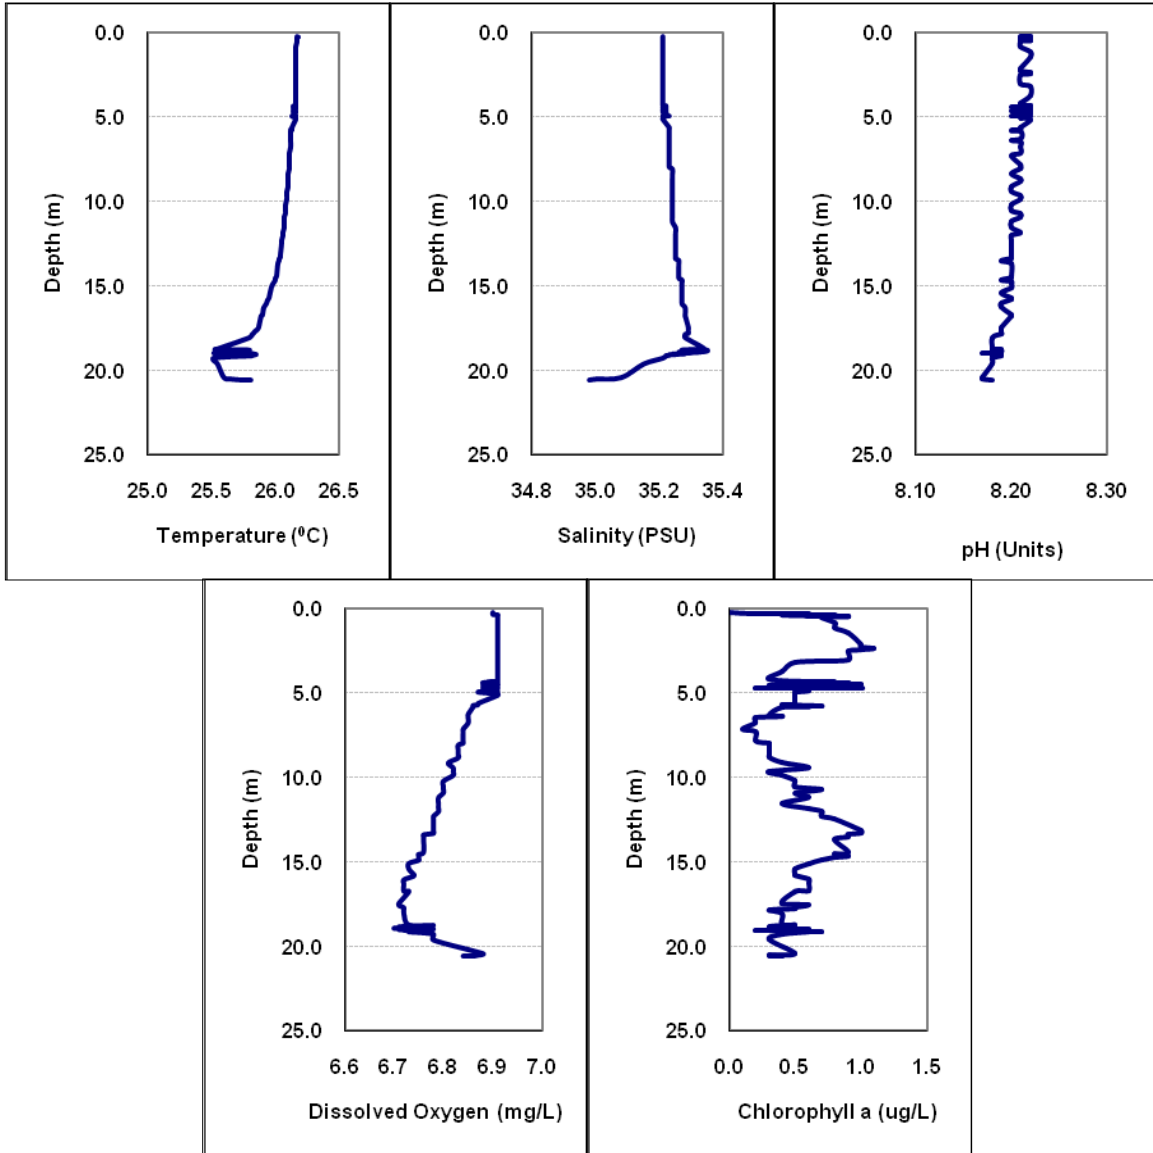 0.0
5.0
10.0
15.0
20.0
25.0
Depth (m)
25.0 25.5 26.0 26.5
Temperature (⁰C)
0.0
5.0
10.0
15.0
20.0
25.0
Depth (m)
34.8 35.0 35.2 35.4
Salinity (PSU)
0.0
5.0
10.0
15.0
20.0
25.0
Depth (m)
8.10 8.20 8.30
pH (Units)
0.0
5.0
10.0
15.0
20.0
25.0
Depth (m)
6.6 6.7 6.8 6.9 7.0
Dissolved Oxygen (mg/L)
0.0
5.0
10.0
15.0
20.0
25.0
Depth (m)
0.0 0.5 1.0 1.5
Chlorophyll a (ug/L)